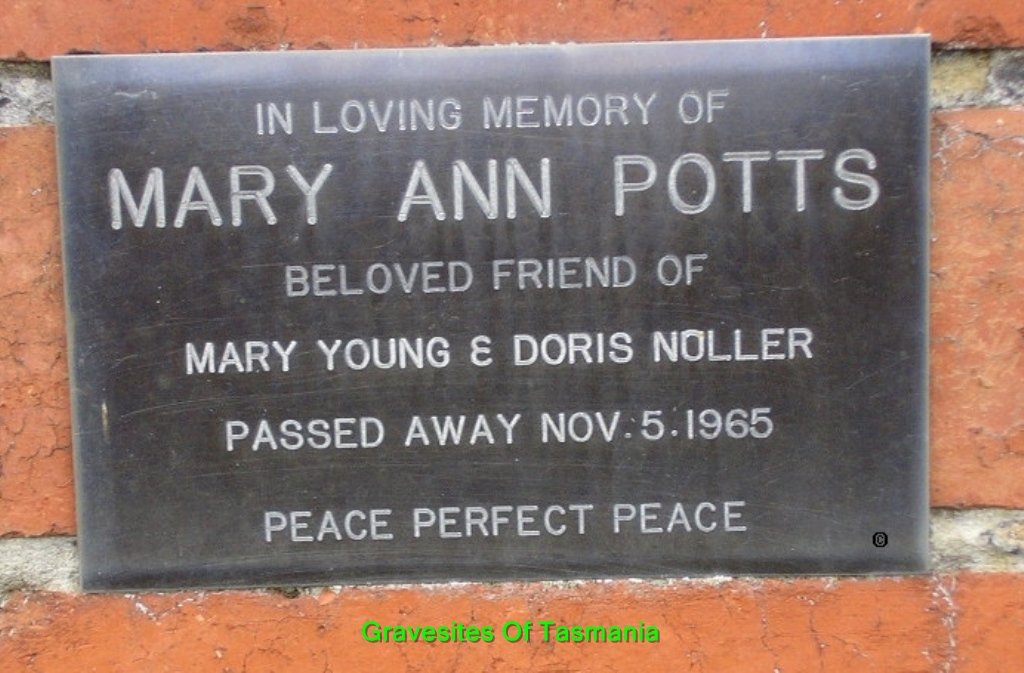 IN LOVING MEMORY OF
MARY ANN POTTS
BELOVED FRIEND OF
MARY YOUNG & DORIS NULLER
PASSED AWAY NOV. 5. 1965
PEACE PERFECT PEACE
©
Gravesites Of Tasmania